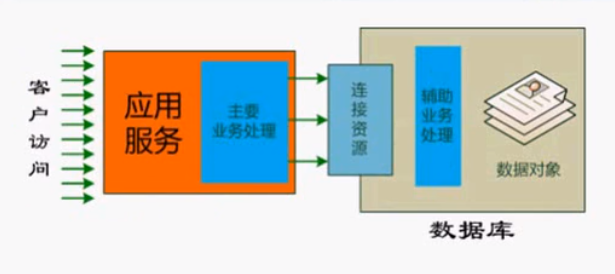 客户访问
应用
服务
主要
业务处理
连接资源
辅助
业务
处理
数据对象
数据库